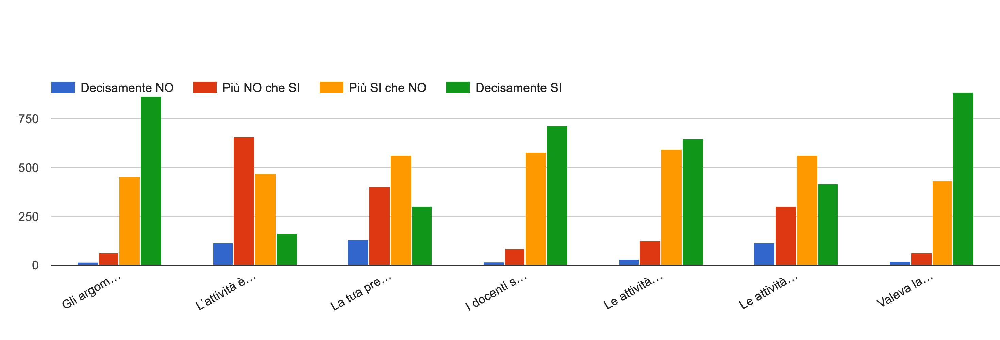 Decisamente NO
Più NO che SI
Più SI che NO
Decisamente SI
750
500
250
0
Gli argom…
L’attività è…
La tua pre…
I docenti s…
Le attività…
Le attività…
Valeva la…